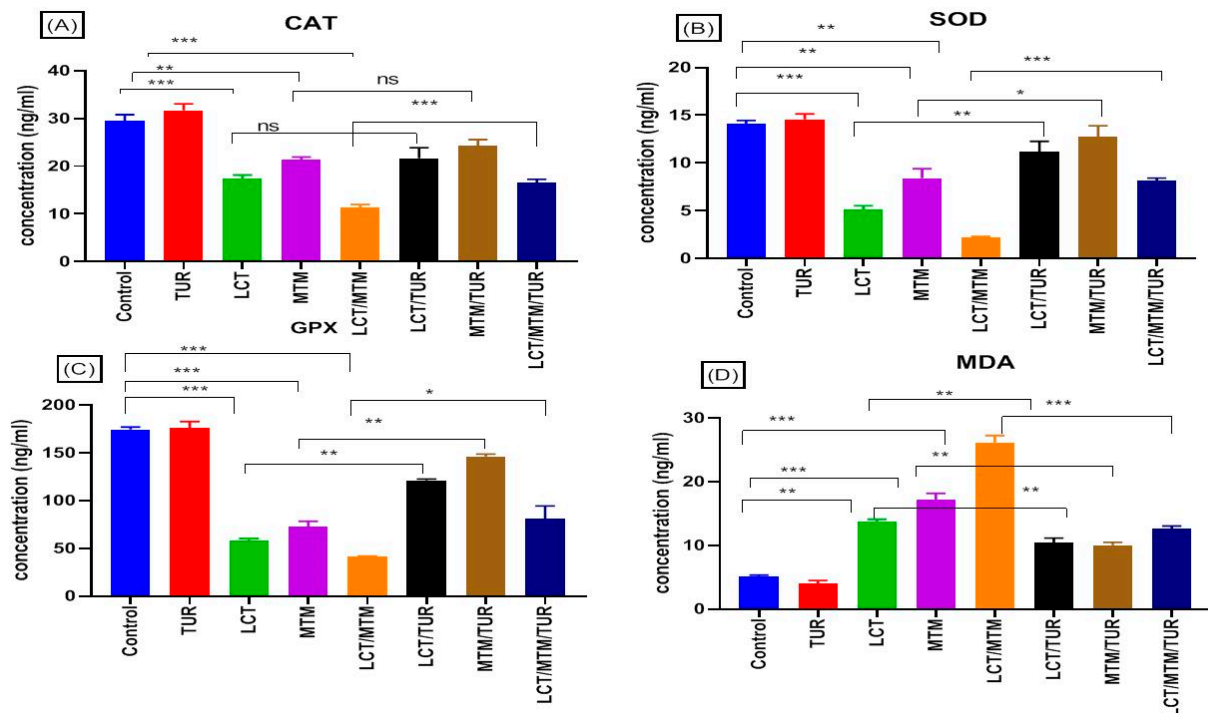 (A)
CAT
***
**
***
ns
***
ns
concentration (ng/ml)
40
30
20
10
0
Control
TUR
LCT
MTM
LCT/MTM
LCT/TUR
MTM/TUR
LCT/MTM/TUR
(B)
SOD
**
**
***
***
*
**
concentration (ng/ml)
20
15
10
5
0
Control
TUR
LCT
MTM
LCT/MTM
LCT/TUR
MTM/TUR
LCT/MTM/TUR
(C)
GPX
***
***
***
*
**
**
concentration (ng/ml)
200
150
100
50
0
Control
TUR
LCT
MTM
LCT/MTM
LCT/TUR
MTM/TUR
LCT/MTM/TUR
(D)
MDA
**
***
***
**
***
**
**
concentration (ng/ml)
30
20
10
0
Control
TUR
LCT
MTM
LCT/MTM
LCT/TUR
MTM/TUR
LCT/MTM/TUR